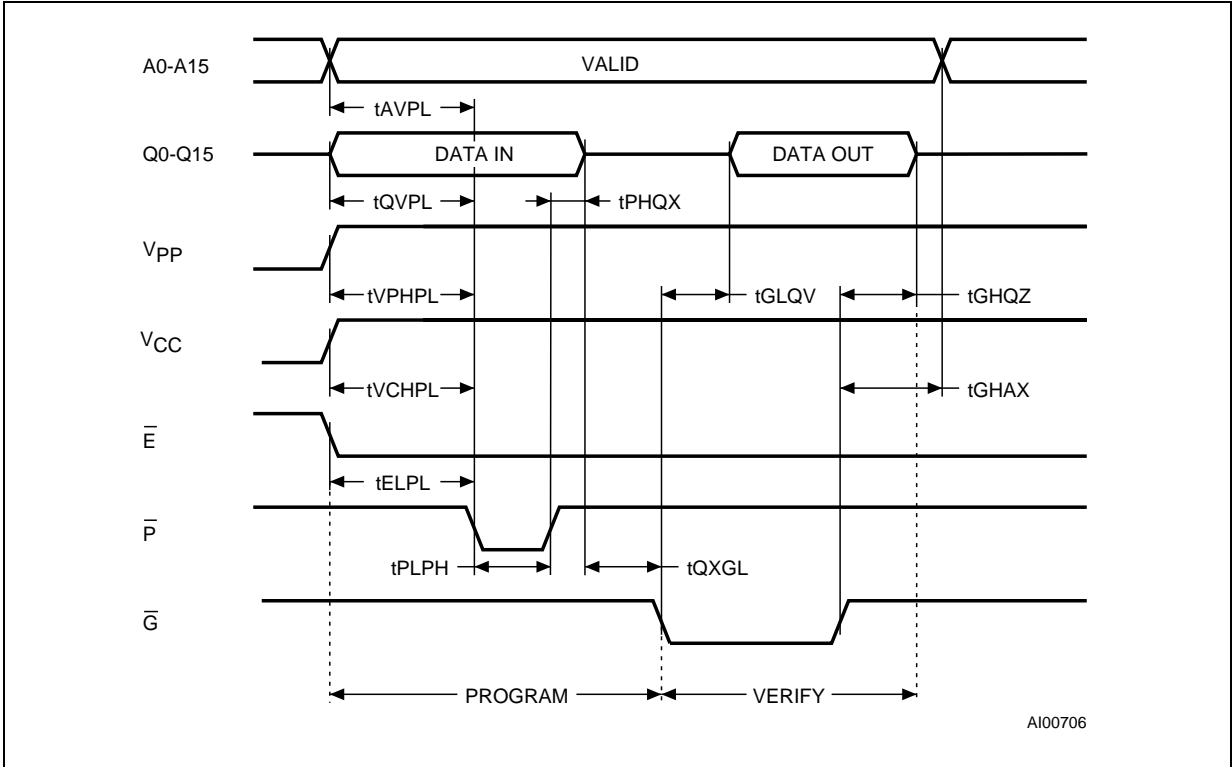 A0-A15
VALID
tAVPL
Q0-Q15
DATA IN
DATA OUT
tQVPL
tPHQX
VPP
tVPHPL
tGLQV
tGHQZ
VCC
tVCHPL
tGHAX
E̅
tELPL
P̅
tPLPH
tQXGL
G̅
PROGRAM
VERIFY
AI00706